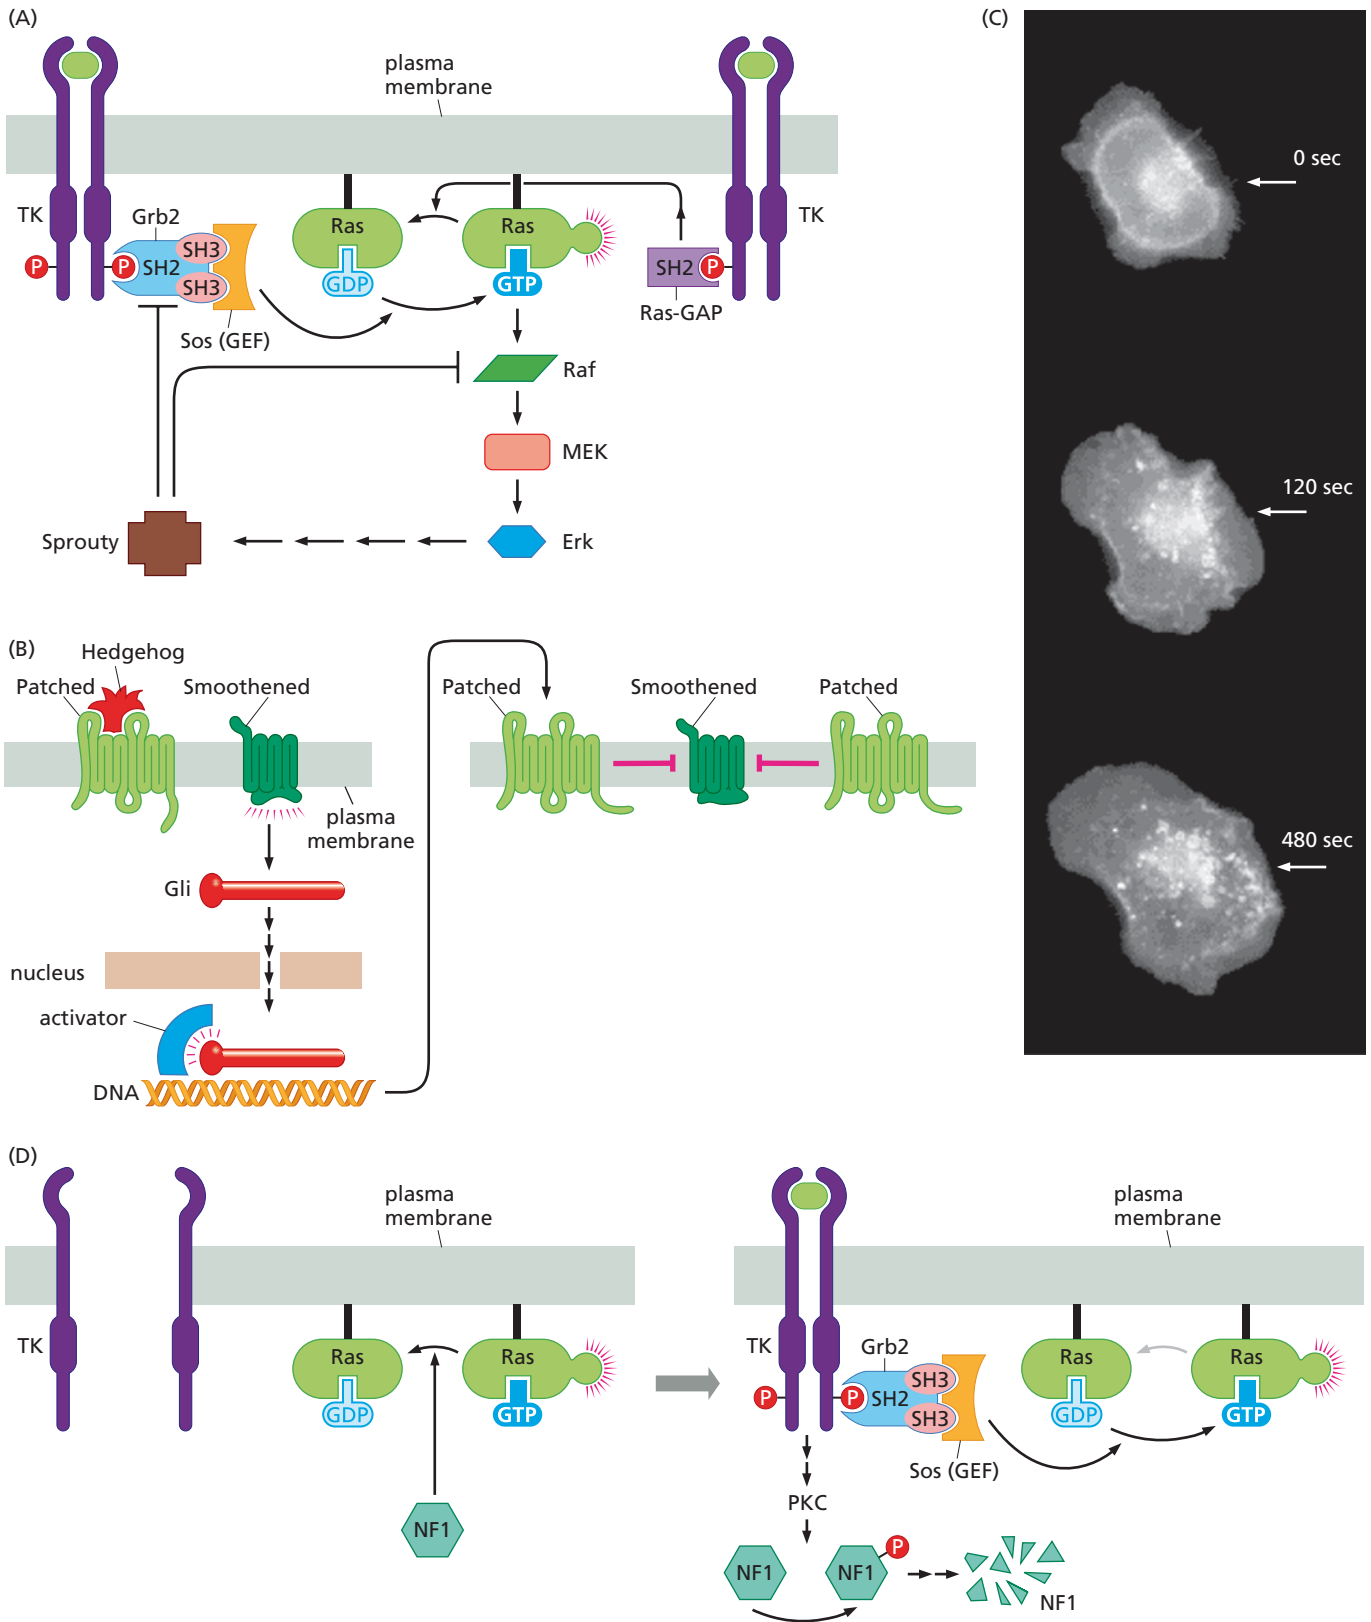 (A)
plasma
membrane
TK
Grb2
SH3
SH2
SH3
P
P
Sos (GEF)
Ras
GDP
Ras
GTP
SH2
P
Ras-GAP
TK
Raf
MEK
Erk
Sprouty
(B)
Hedgehog
Patched
Smoothened
plasma
membrane
Gli
nucleus
activator
DNA
Patched
Smoothened
Patched
(C)
0 sec
120 sec
480 sec
(D)
TK
plasma
membrane
Ras
GDP
Ras
GTP
NF1
TK
P
P
Grb2
SH3
SH2
SH3
Sos (GEF)
plasma
membrane
Ras
GDP
Ras
GTP
PKC
NF1
NF1
P
NF1